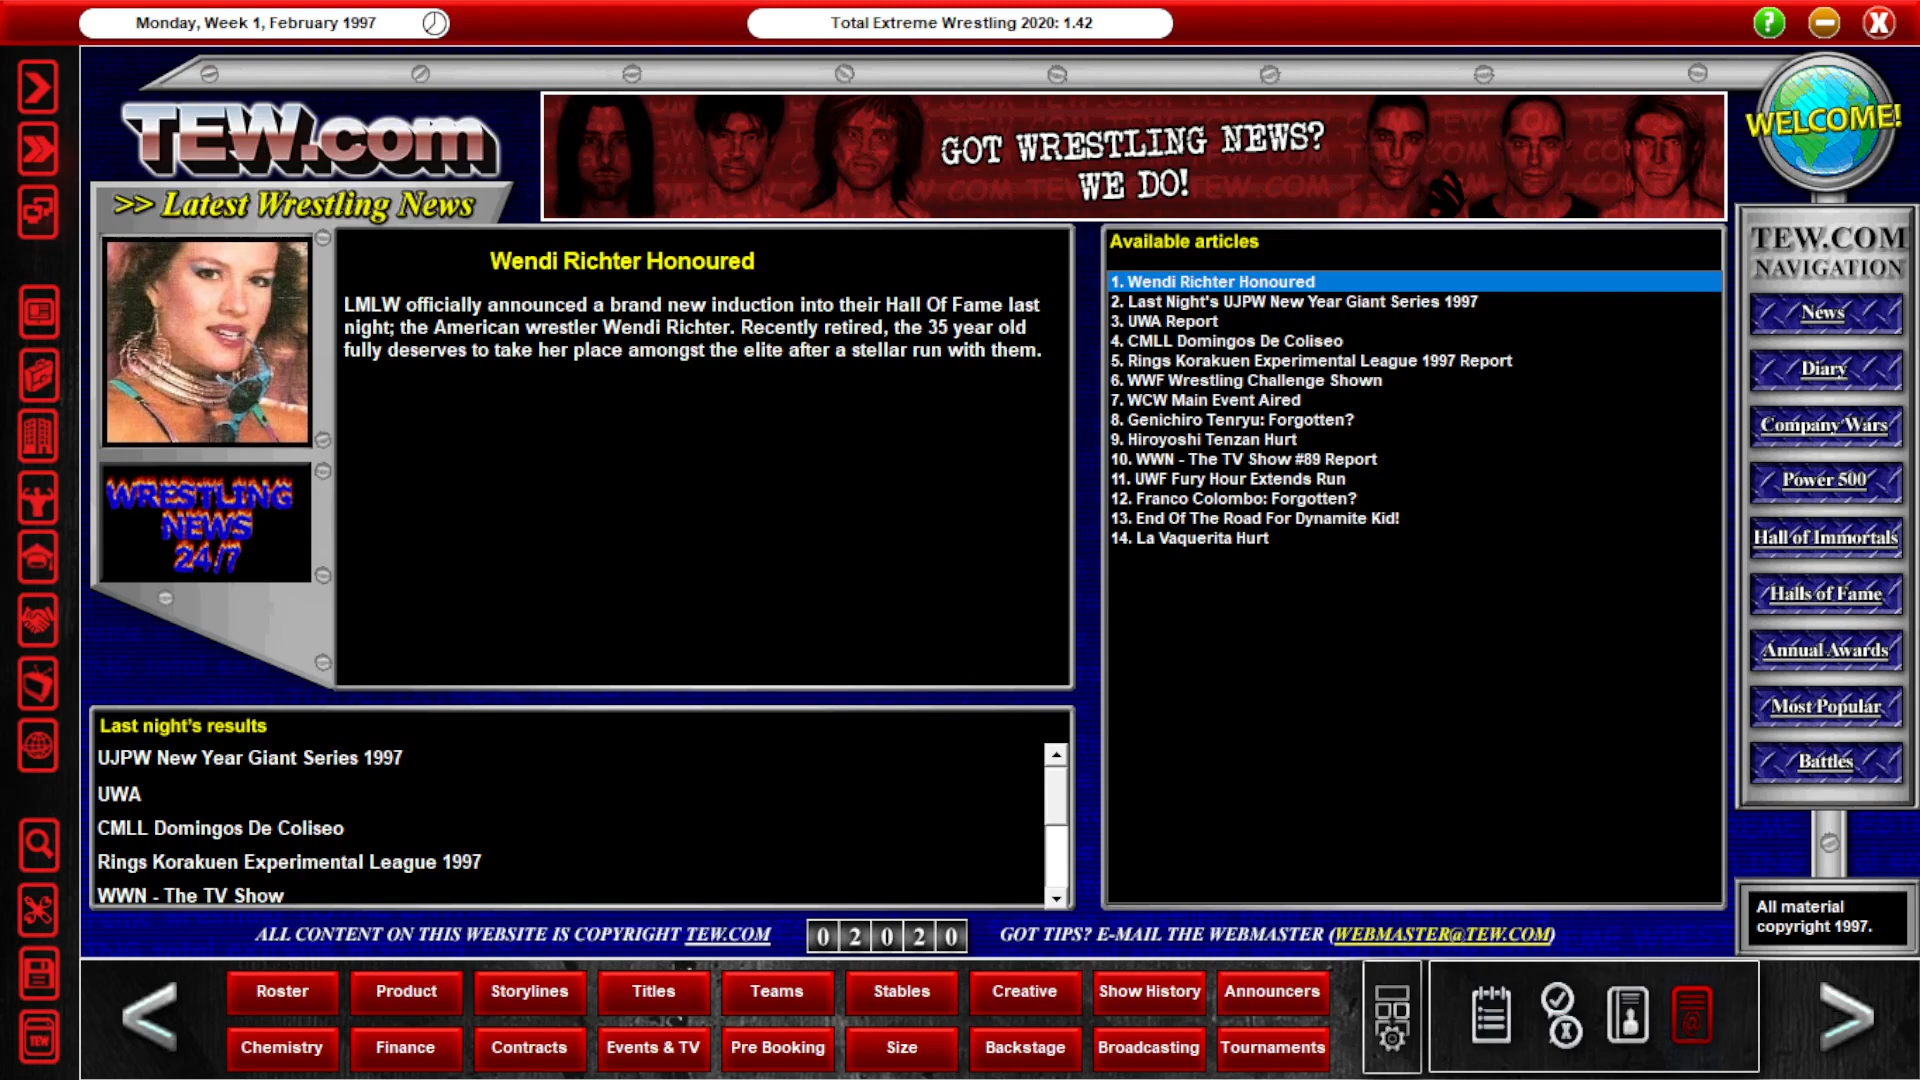 Monday, Week 1, February 1997
Total Extreme Wrestling 2020: 1.42
TEW.com
>> Latest Wrestling News
GOT WRESTLING NEWS?
WE DO!
WELCOME!
Wendi Richter Honoured
LMLW officially announced a brand new induction into their Hall Of Fame last
night; the American wrestler Wendi Richter. Recently retired, the 35 year old
fully deserves to take her place amongst the elite after a stellar run with them.
WRESTLING
NEWS
24/7
Available articles
1. Wendi Richter Honoured
2. Last Night's UJPW New Year Giant Series 1997
3. UWA Report
4. CMLL Domingos De Coliseo
5. Rings Korakuen Experimental League 1997 Report
6. WWF Wrestling Challenge Shown
7. WCW Main Event Aired
8. Genichiro Tenryu: Forgotten?
9. Hiroyoshi Tenzan Hurt
10. WWN - The TV Show #89 Report
11. UWF Fury Hour Extends Run
12. Franco Colombo: Forgotten?
13. End Of The Road For Dynamite Kid!
14. La Vaquerita Hurt
TEW.COM
NAVIGATION
News
Diary
Company Wars
Power 500
Hall of Immortals
Halls of Fame
Annual Awards
Most Popular
Battles
Last night's results
UJPW New Year Giant Series 1997
UWA
CMLL Domingos De Coliseo
Rings Korakuen Experimental League 1997
WWN - The TV Show
All material
copyright 1997.
ALL CONTENT ON THIS WEBSITE IS COPYRIGHT TEW.COM
0 2 0 2 0
GOT TIPS? E-MAIL THE WEBMASTER (WEBMASTER@TEW.COM)
Roster Product Storylines Titles Teams Stables Creative Show History Announcers
Chemistry Finance Contracts Events & TV Pre Booking Size Backstage Broadcasting Tournaments
TEW